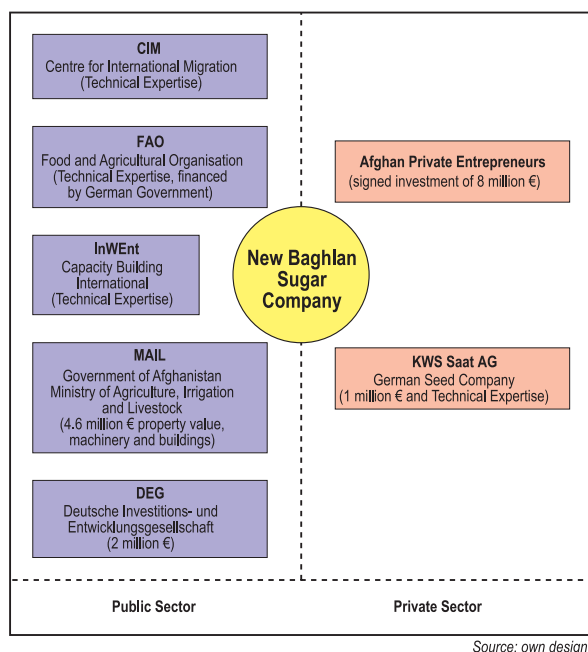 CIM
Centre for International Migration
(Technical Expertise)
FAO
Food and Agricultural Organisation
(Technical Expertise, financed
by German Government)
InWEnt
Capacity Building
International
(Technical Expertise)
MAIL
Government of Afghanistan
Ministry of Agriculture, Irrigation
and Livestock
(4.6 million € property value,
machinery and buildings)
DEG
Deutsche Investitions- und
Entwicklungsgesellschaft
(2 million €)
New Baghlan
Sugar
Company
Afghan Private Entrepreneurs
(signed investment of 8 million €)
KWS Saat AG
German Seed Company
(1 million € and Technical Expertise)
Public Sector
Private Sector
Source: own design